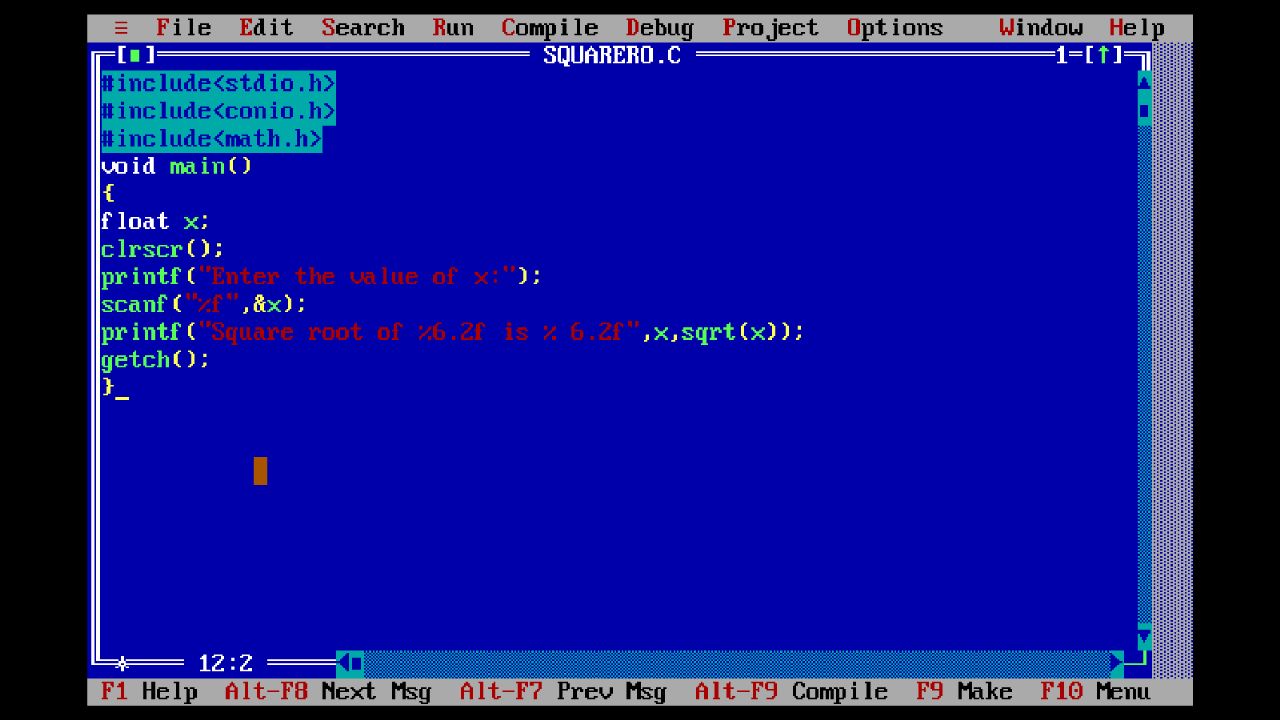 ≡ File Edit Search Run Compile Debug Project Options Window Help
[■] SQUARERO.C 1=[↑]
#include<stdio.h>
#include<conio.h>
#include<math.h>
void main()
{
float x;
clrscr();
printf("Enter the value of x:");
scanf("%f",&x);
printf("Square root of %6.2f is % 6.2f",x,sqrt(x));
getch();
}_
12:2
F1 Help Alt-F8 Next Msg Alt-F7 Prev Msg Alt-F9 Compile F9 Make F10 Menu